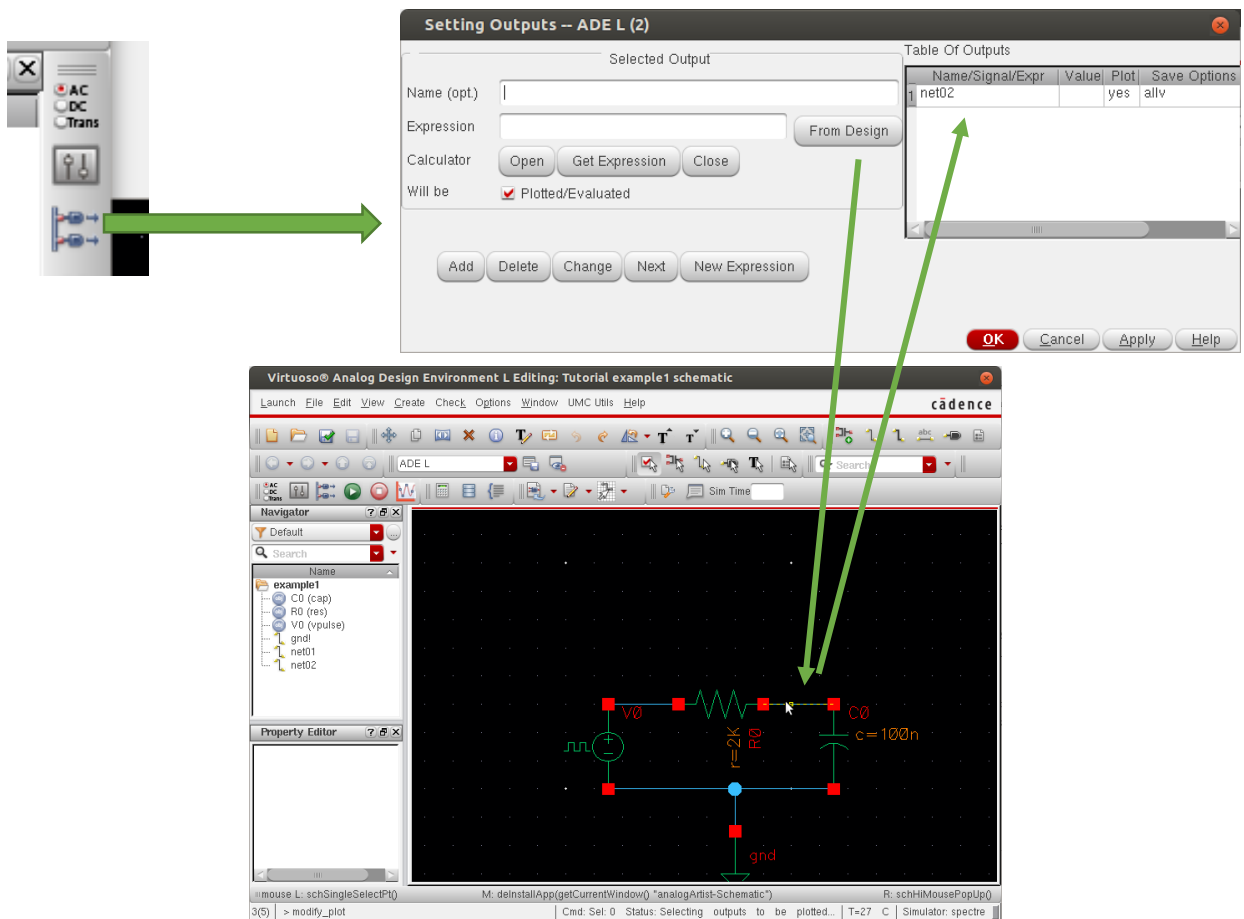 AC
DC
Trans
Setting Outputs -- ADE L (2)
Selected Output
Name (opt.)
Expression
From Design
Calculator Open Get Expression Close
Will be Plotted/Evaluated
Add Delete Change Next New Expression
Table Of Outputs
Name/Signal/Expr Value Plot Save Options
1 net02 yes allv
OK Cancel Apply Help
Virtuoso® Analog Design Environment L Editing: Tutorial example1 schematic
Launch File Edit View Create Check Options Window UMC Utils Help
cādence
abc
ADE L
Search
AC
DC
Trans
Sim Time
Navigator
Default
Search
Name
example1
C0 (cap)
R0 (res)
V0 (vpulse)
gnd!
net01
net02
Property Editor
V0
r=2K
R0
C0
c=100n
gnd
mouse L: schSingleSelectPt() M: deInstallApp(getCurrentWindow() "analogArtist-Schematic") R: schHiMousePopUp()
3(5) > modify_plot Cmd: Sel: 0 Status: Selecting outputs to be plotted... T=27 C Simulator: spectre